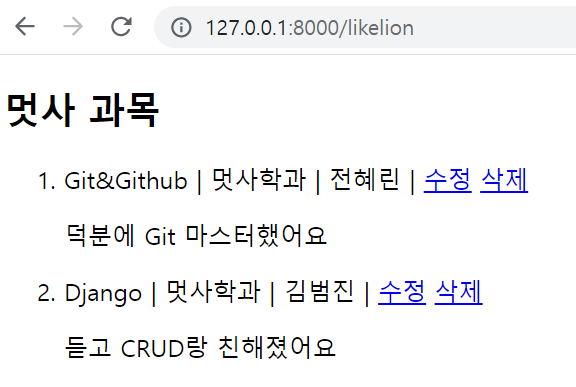 127.0.0.1:8000/likelion
멋사 과목
1. Git&Github | 멋사학과 | 전혜린 | 수정 삭제
덕분에 Git 마스터했어요
2. Django | 멋사학과 | 김범진 | 수정 삭제
듣고 CRUD랑 친해졌어요